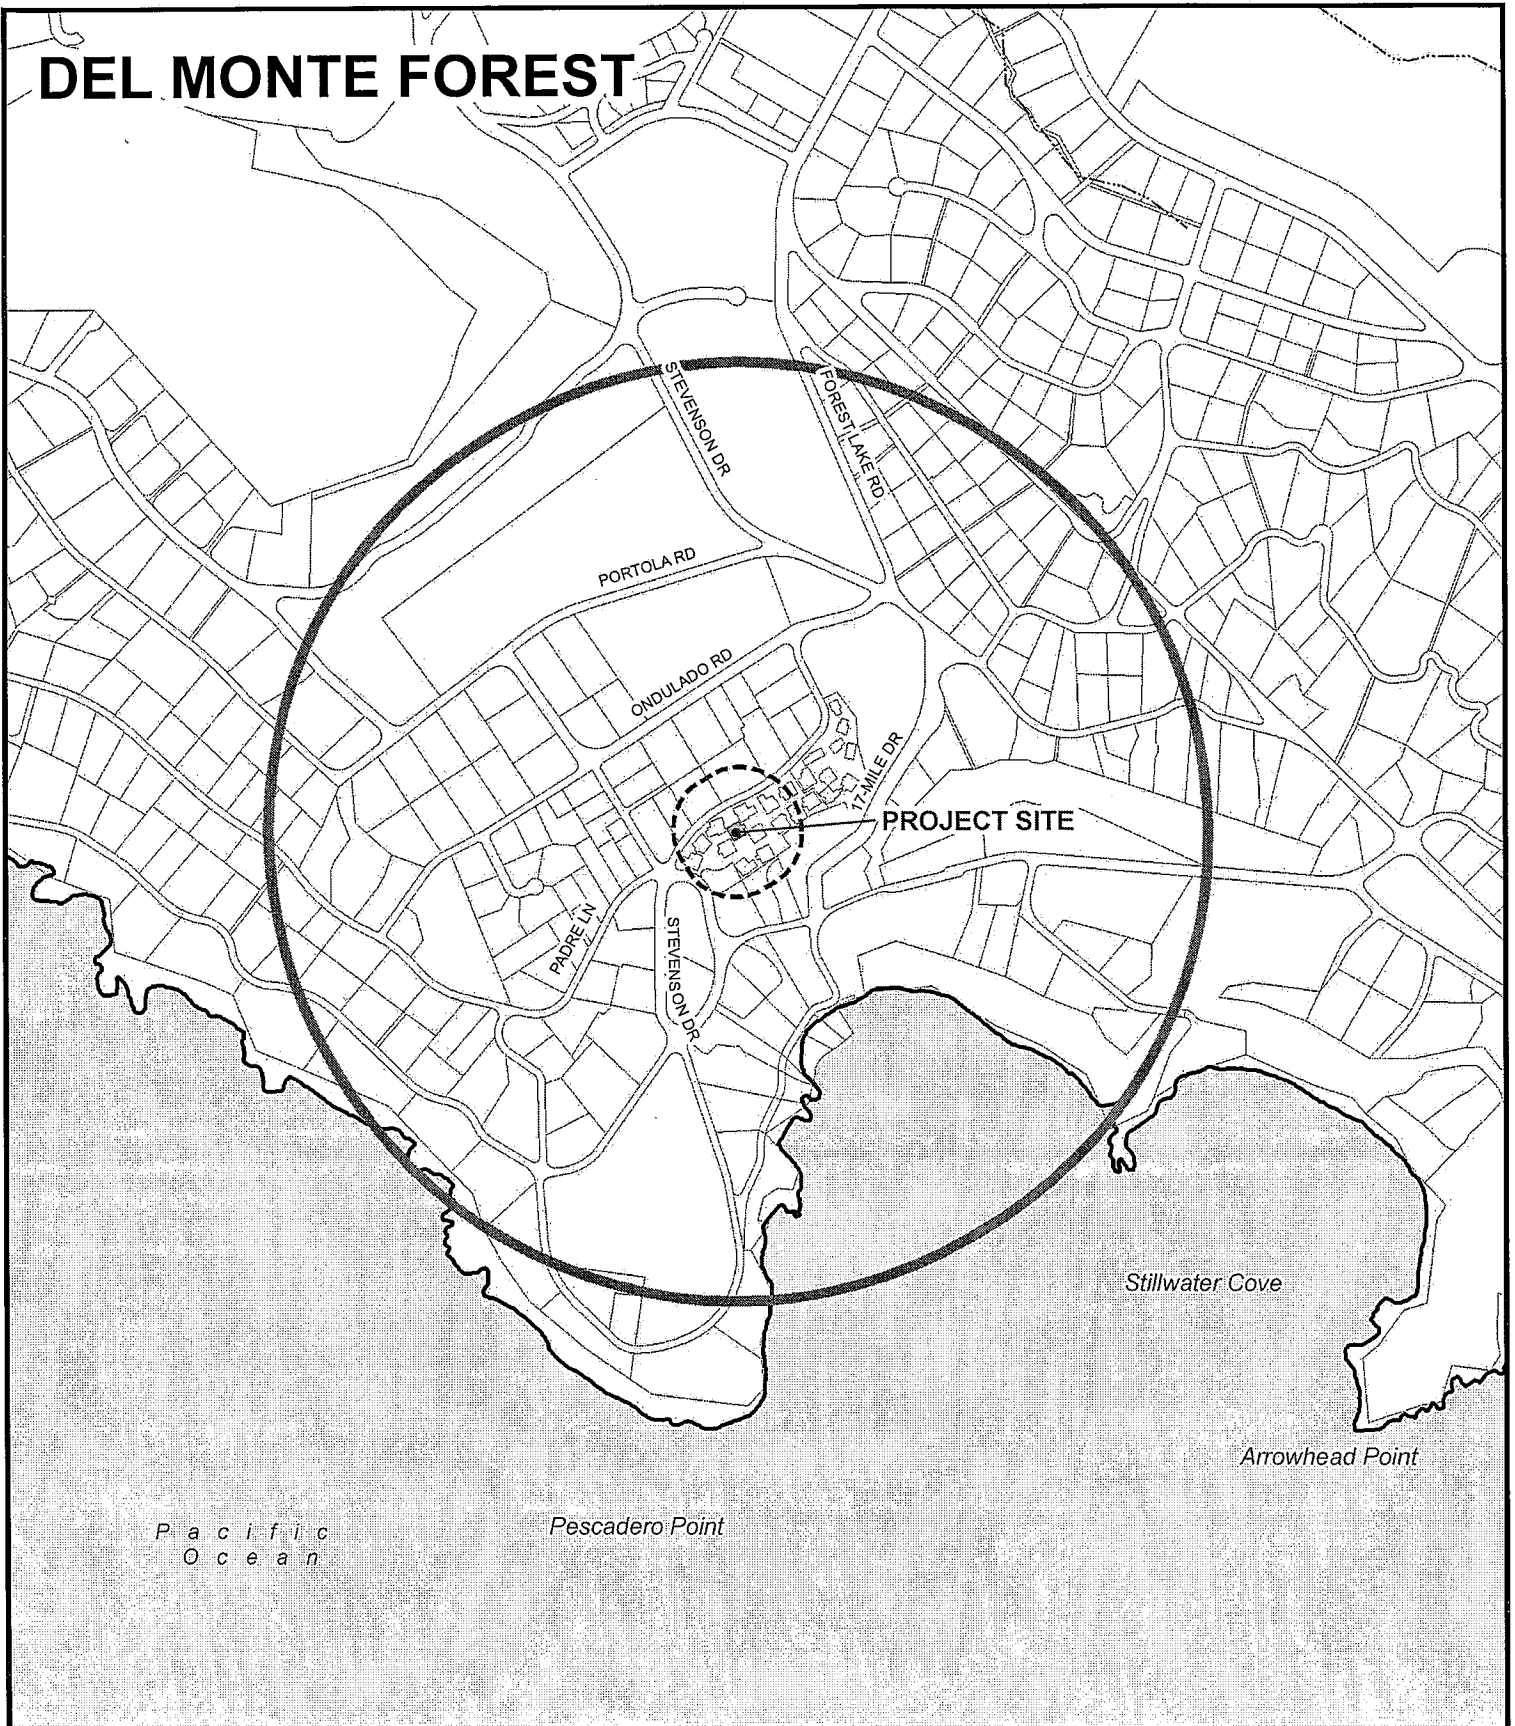 DEL MONTE FOREST
STEVENSON DR
FOREST LAKE RD
PORTOLA RD
ONDULADO RD
17-MILE DR
PROJECT SITE
PADRE LN
STEVENSON DR
Stillwater Cove
Arrowhead Point
Pescadero Point
Pacific
Ocean